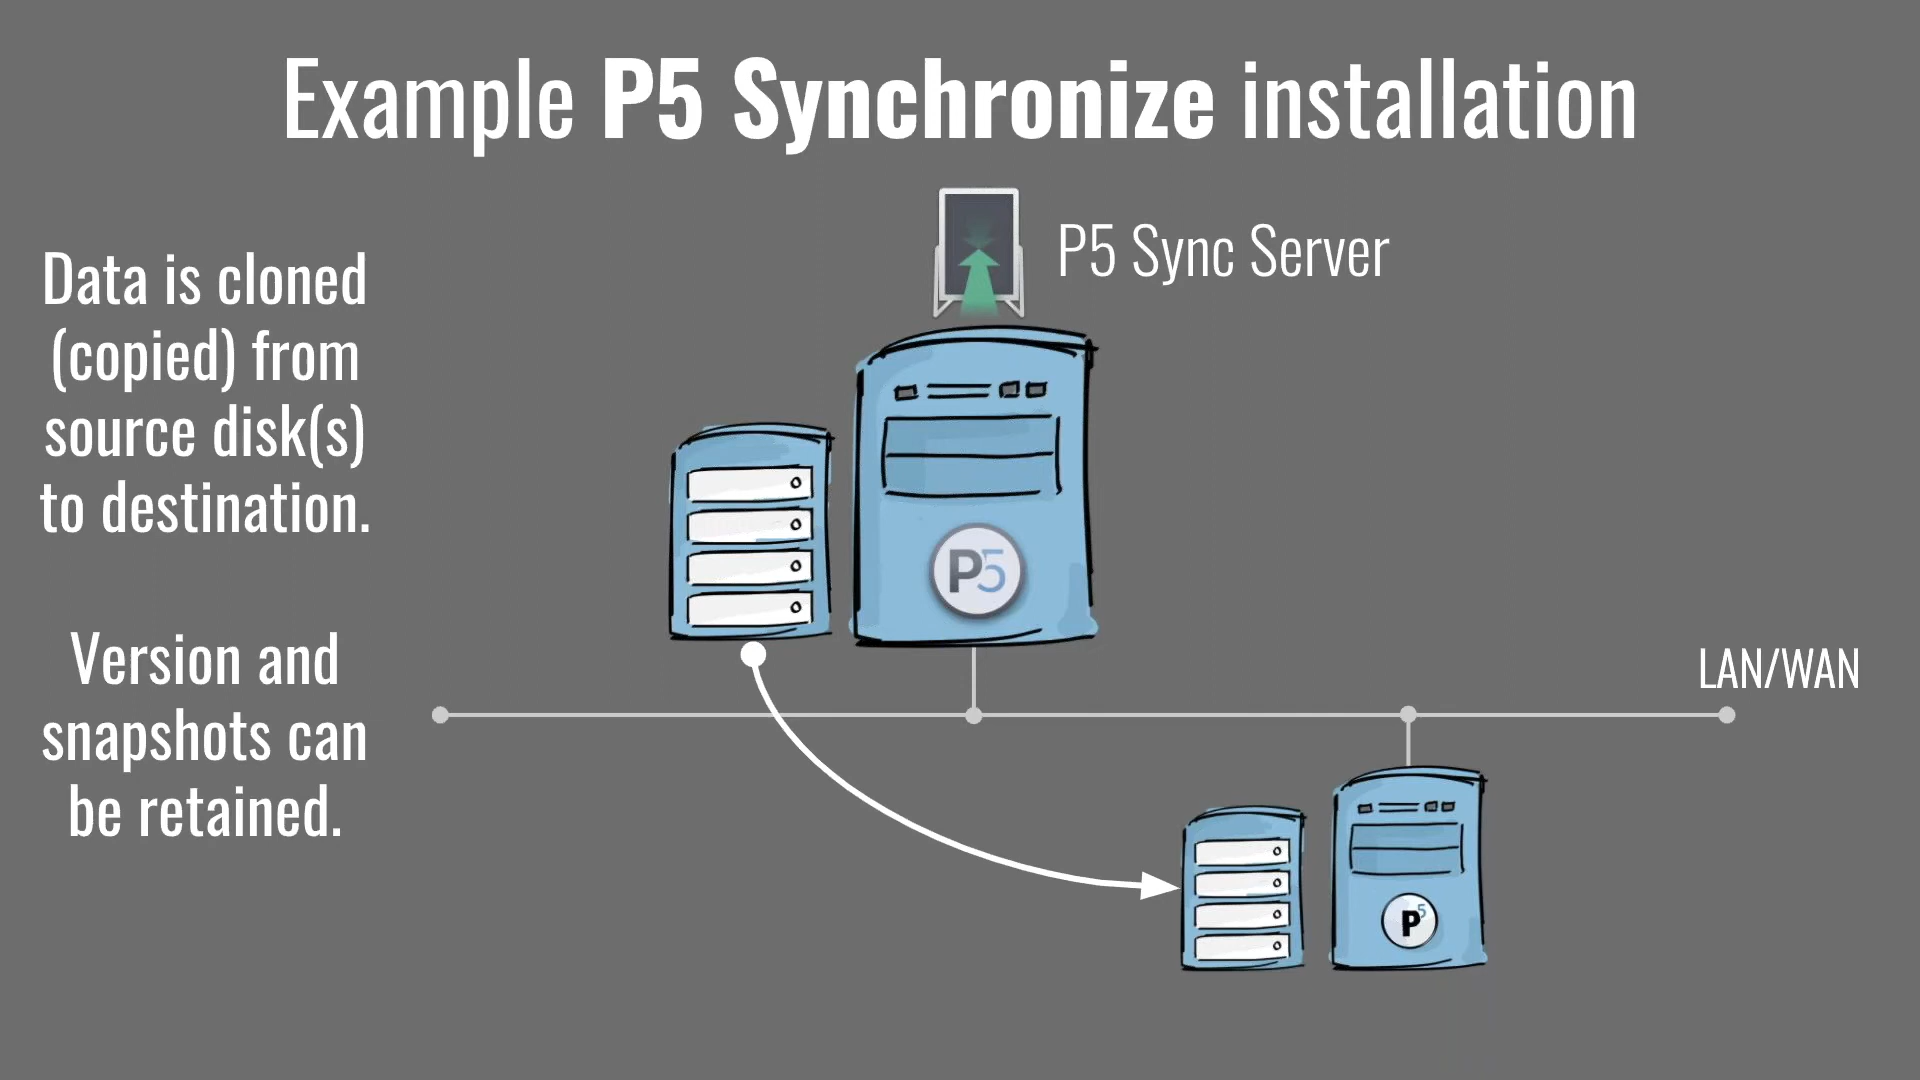 Example P5 Synchronize installation
P5 Sync Server
Data is cloned
(copied) from
source disk(s)
to destination.
Version and
snapshots can
be retained.
P5
LAN/WAN
P5